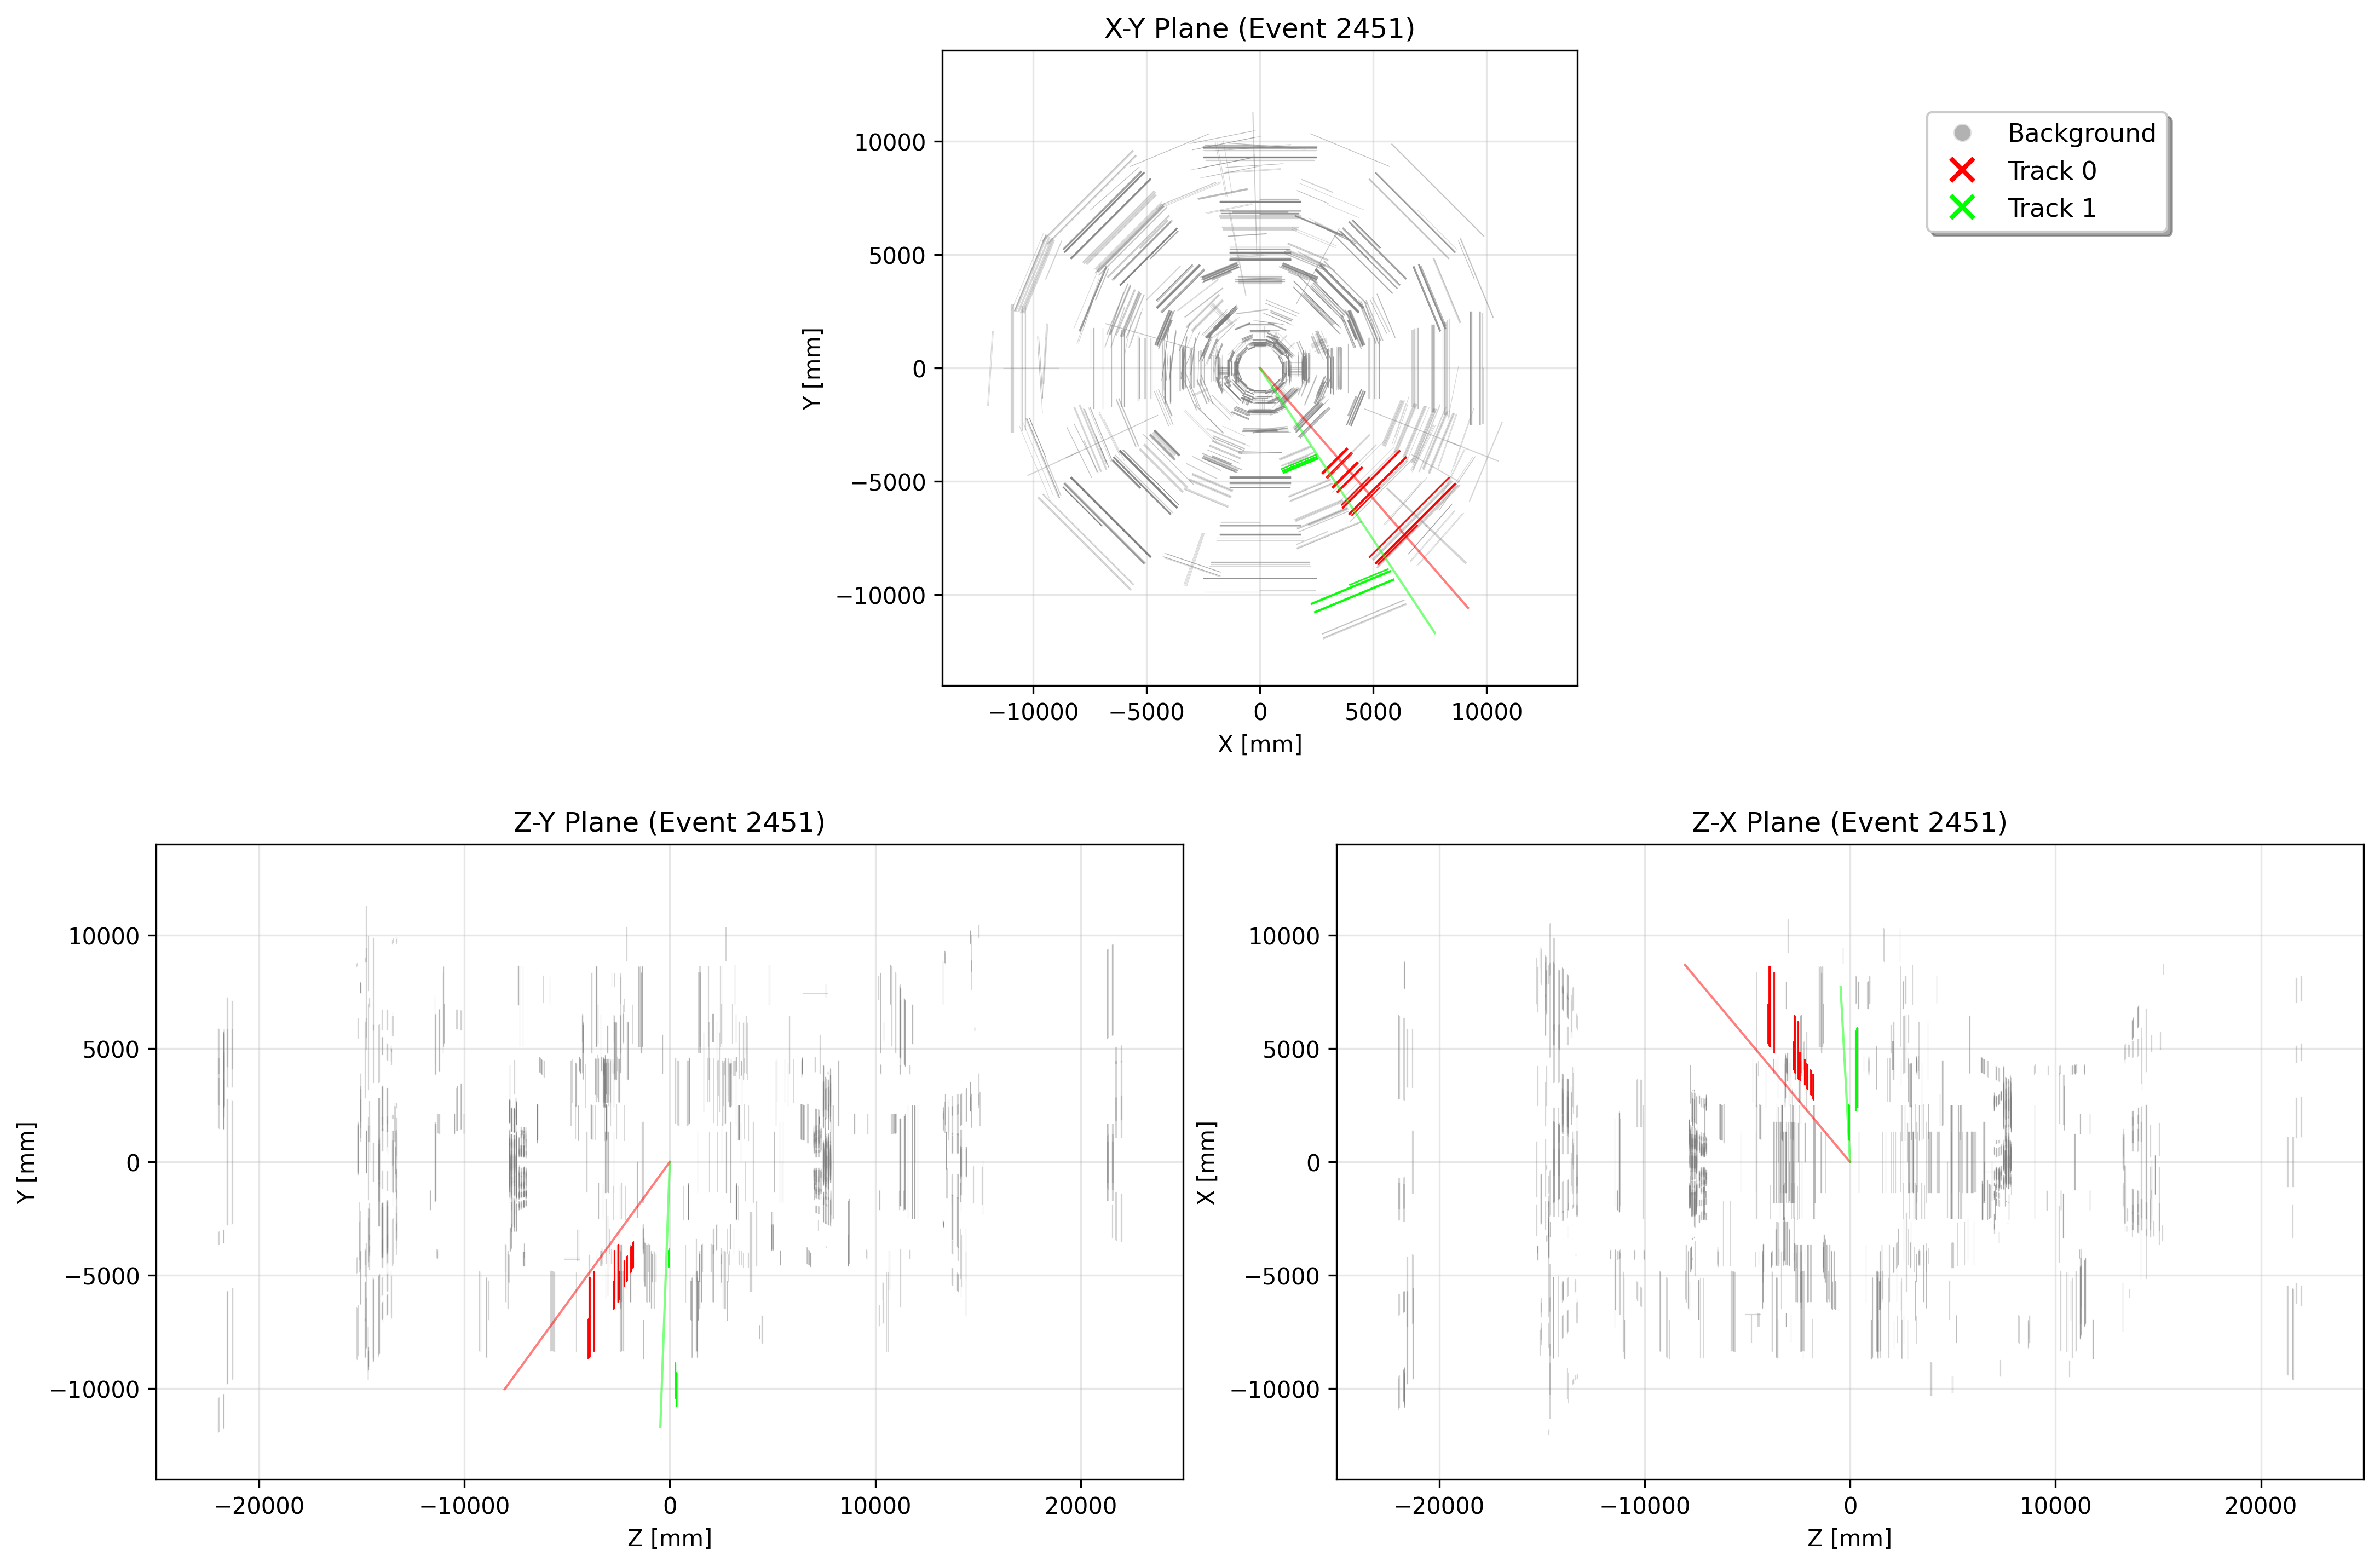 X-Y Plane (Event 2451)
Background
Track 0
Track 1
10000
5000
0
−5000
−10000
Y [mm]
−10000 −5000 0 5000 10000
X [mm]
Z-Y Plane (Event 2451)
10000
5000
0
−5000
−10000
Y [mm]
−20000 −10000 0 10000 20000
Z [mm]
Z-X Plane (Event 2451)
10000
5000
0
−5000
−10000
X [mm]
−20000 −10000 0 10000 20000
Z [mm]